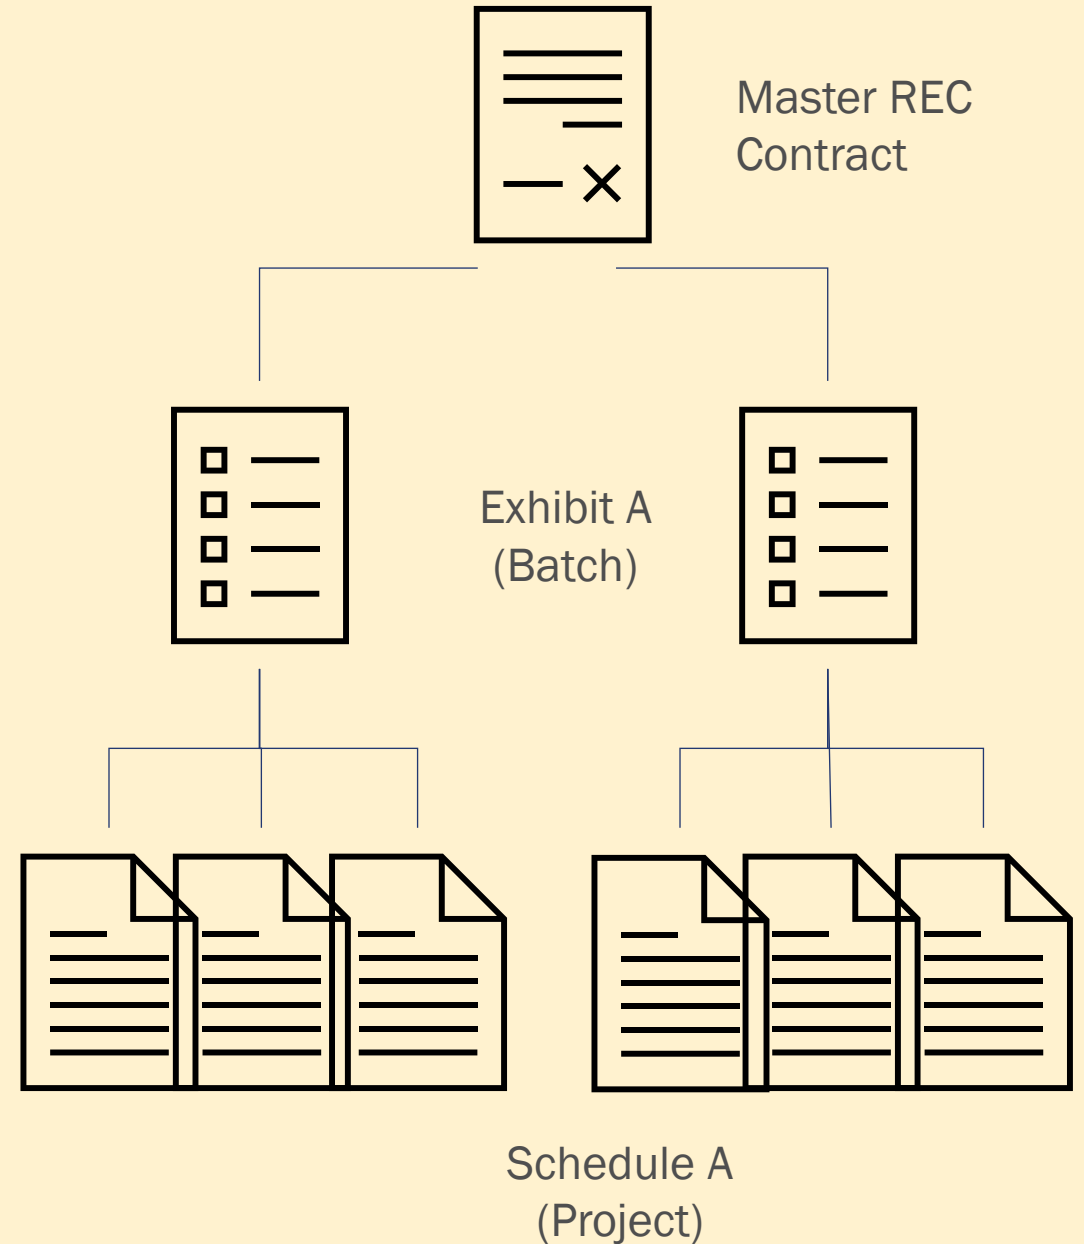 Master REC
Contract
Exhibit A
(Batch)
Schedule A
(Project)